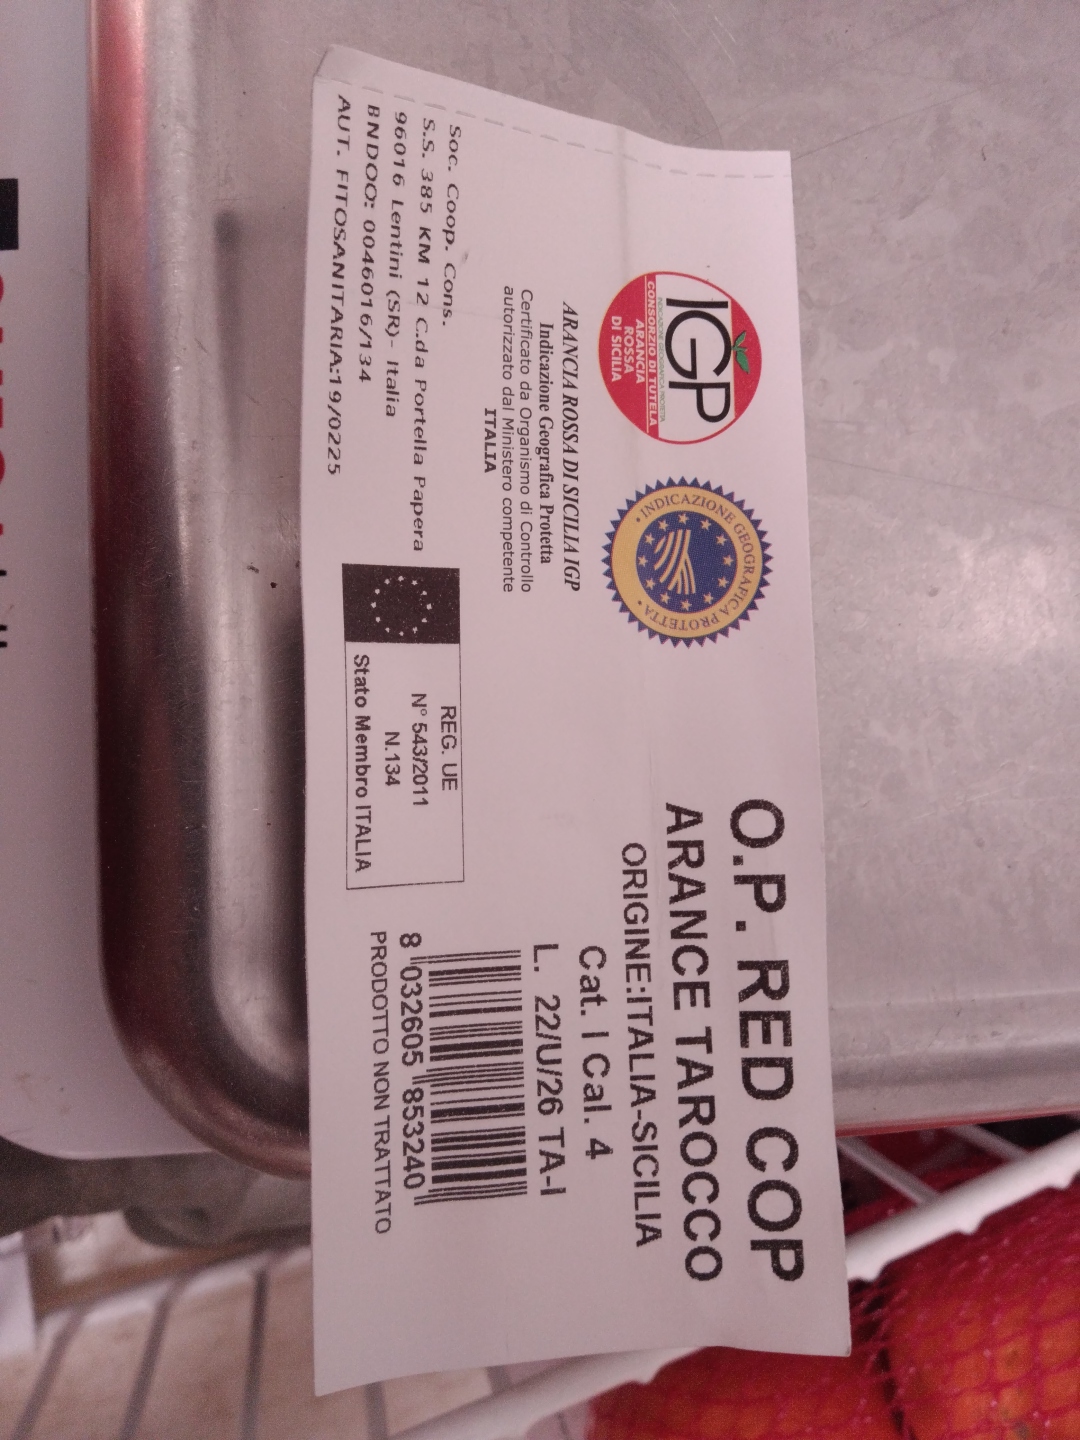 IGP
INDICAZIONE GEOGRAFICA PROTETTA
CONSORZIO DI TUTELA
ARANCIA
ROSSA
DI SICILIA
INDICAZIONE GEOGRAFICA PROTETTA
ARANCIA ROSSA DI SICILIA IGP
Indicazione Geografica Protetta
Certificato da Organismo di Controllo
autorizzato dal Ministero competente
ITALIA
Soc. Coop. Cons.
S.S. 385 KM 12 C.da Portella Papera
96016 Lentini (SR)- Italia
BNDOO: 0046016/134
AUT. FITOSANITARIA:19/0225
REG. UE
N° 543/2011
N.134
Stato Membro ITALIA
O.P. RED COP
ARANCE TAROCCO
ORIGINE:ITALIA-SICILIA
Cat. I Cal. 4
L. 22/U/26 TA-I
8 032605 853240
PRODOTTO NON TRATTATO